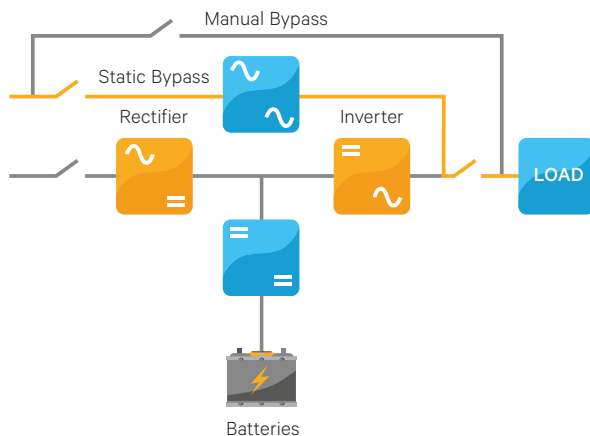 Manual Bypass
Static Bypass
Rectifier
Inverter
LOAD
Batteries